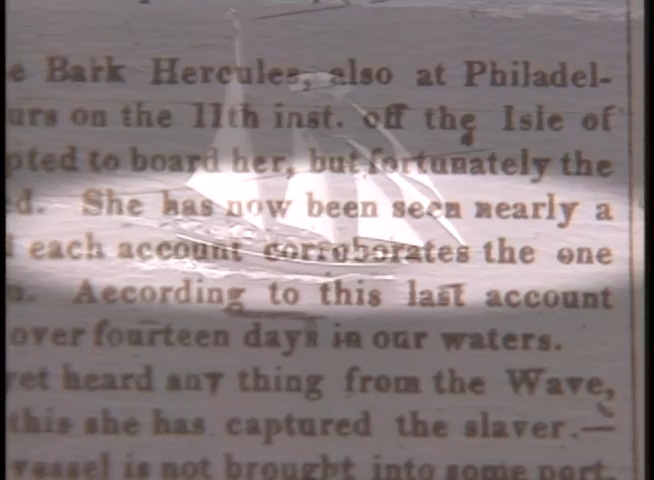 e Bark Hercules, also at Philadel-
urs on the 11th inst. off the Isle of
pted to board her, but fortunately the
d. She has now been seen nearly a
each account corroborates the one
n. Aecording to this last account
over fourteen days in our waters.
ret heard any thing from the Wave,
this she has captured the slaver.—
vessel is not brought into some port,